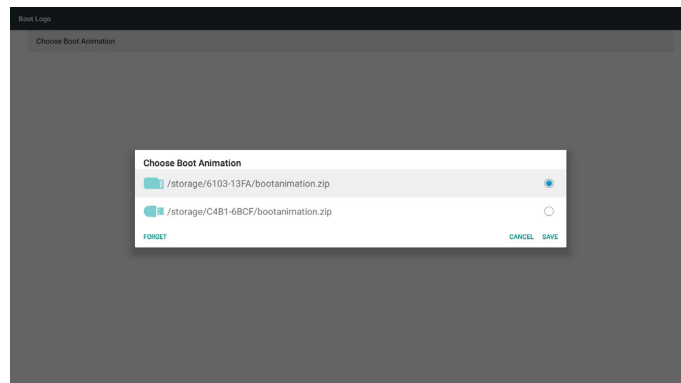 Boot Logo
Choose Boot Animation
Choose Boot Animation
/storage/6103-13FA/bootanimation.zip
/storage/C4B1-6BCF/bootanimation.zip
FORGET CANCEL SAVE